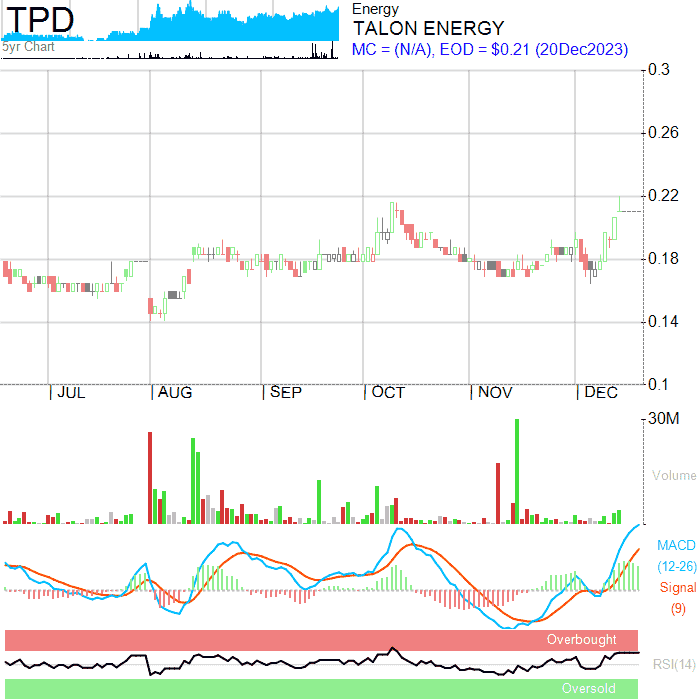 TPD
5yr Chart
Energy
TALON ENERGY
MC = (N/A), EOD = $0.21 (20Dec2023)
0.3
0.26
0.22
0.18
0.14
0.1
JUL AUG SEP OCT NOV DEC
30M
Volume
MACD
(12-26)
Signal
(9)
Overbought
RSI(14)
Oversold